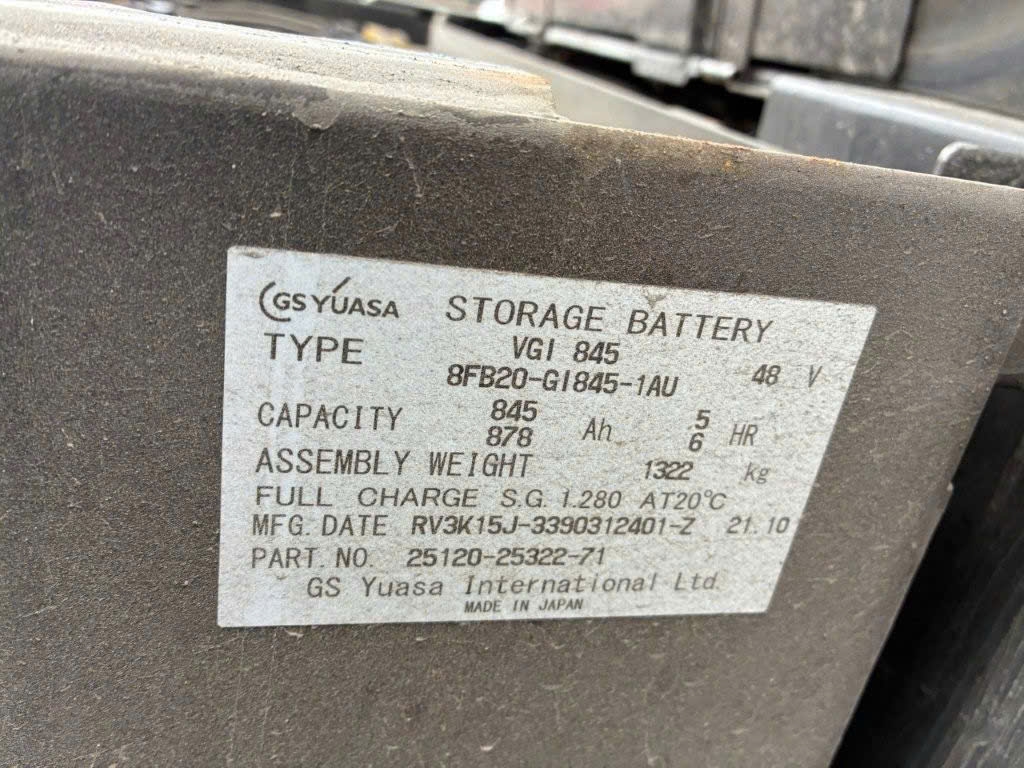 GS YUASA STORAGE BATTERY
TYPE VGI 845
8FB20-GI845-1AU 48 V
CAPACITY 845 Ah 5 HR
878 6
ASSEMBLY WEIGHT 1322 kg
FULL CHARGE S.G. 1.280 AT20°C
MFG. DATE RV3K15J-3390312401-Z 21.10
PART. NO. 25120-25322-71
GS Yuasa International Ltd.
MADE IN JAPAN